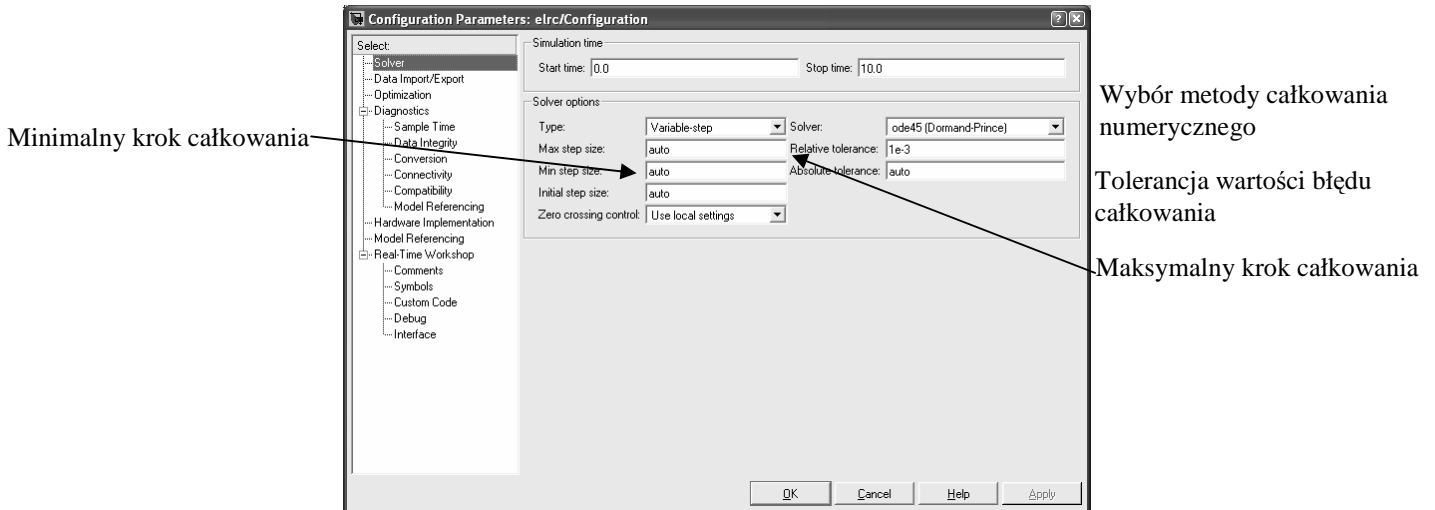 Configuration Parameters: elrc/Configuration
Select:
Solver
Data Import/Export
Optimization
Diagnostics
Sample Time
Data Integrity
Conversion
Connectivity
Compatibility
Model Referencing
Hardware Implementation
Model Referencing
Real-Time Workshop
Comments
Symbols
Custom Code
Debug
Interface
Simulation time
Start time: 0.0 Stop time: 10.0
Solver options
Type: Variable-step Solver: ode45 (Dormand-Prince)
Max step size: auto Relative tolerance: 1e-3
Min step size: auto Absolute tolerance: auto
Initial step size: auto
Zero crossing control: Use local settings
OK Cancel Help Apply
Minimalny krok całkowania
Wybór metody całkowania
numerycznego
Tolerancja wartości błędu
całkowania
Maksymalny krok całkowania